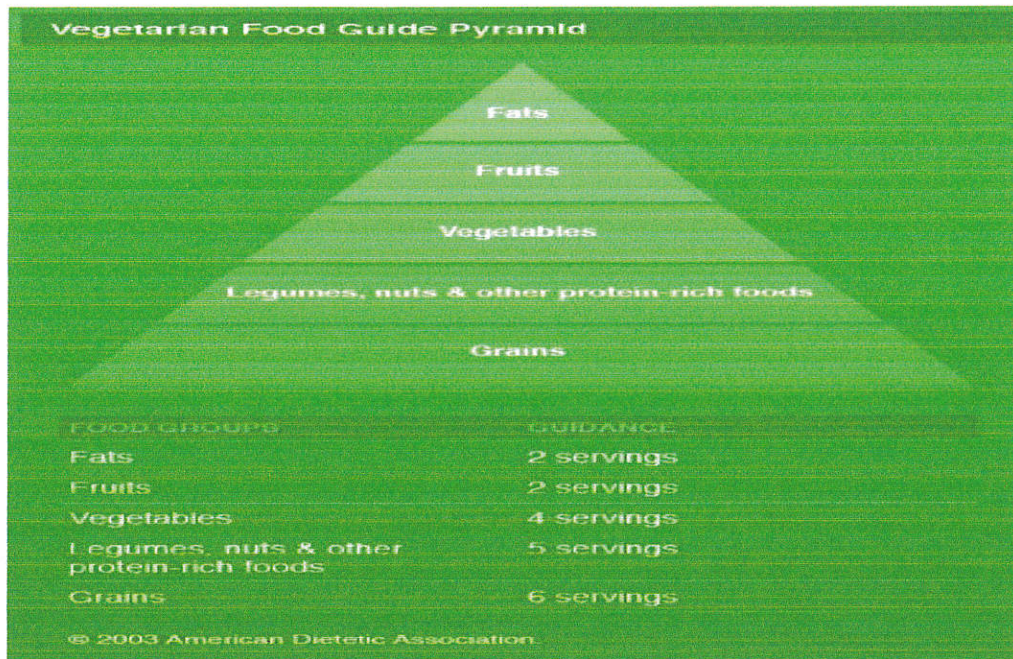 Vegetarian Food Guide Pyramid
Fats
Fruits
Vegetables
Legumes, nuts & other protein-rich foods
Grains
FOOD GROUPS GUIDANCE
Fats 2 servings
Fruits 2 servings
Vegetables 4 servings
Legumes, nuts & other 5 servings
protein-rich foods
Grains 6 servings
© 2003 American Dietetic Association.